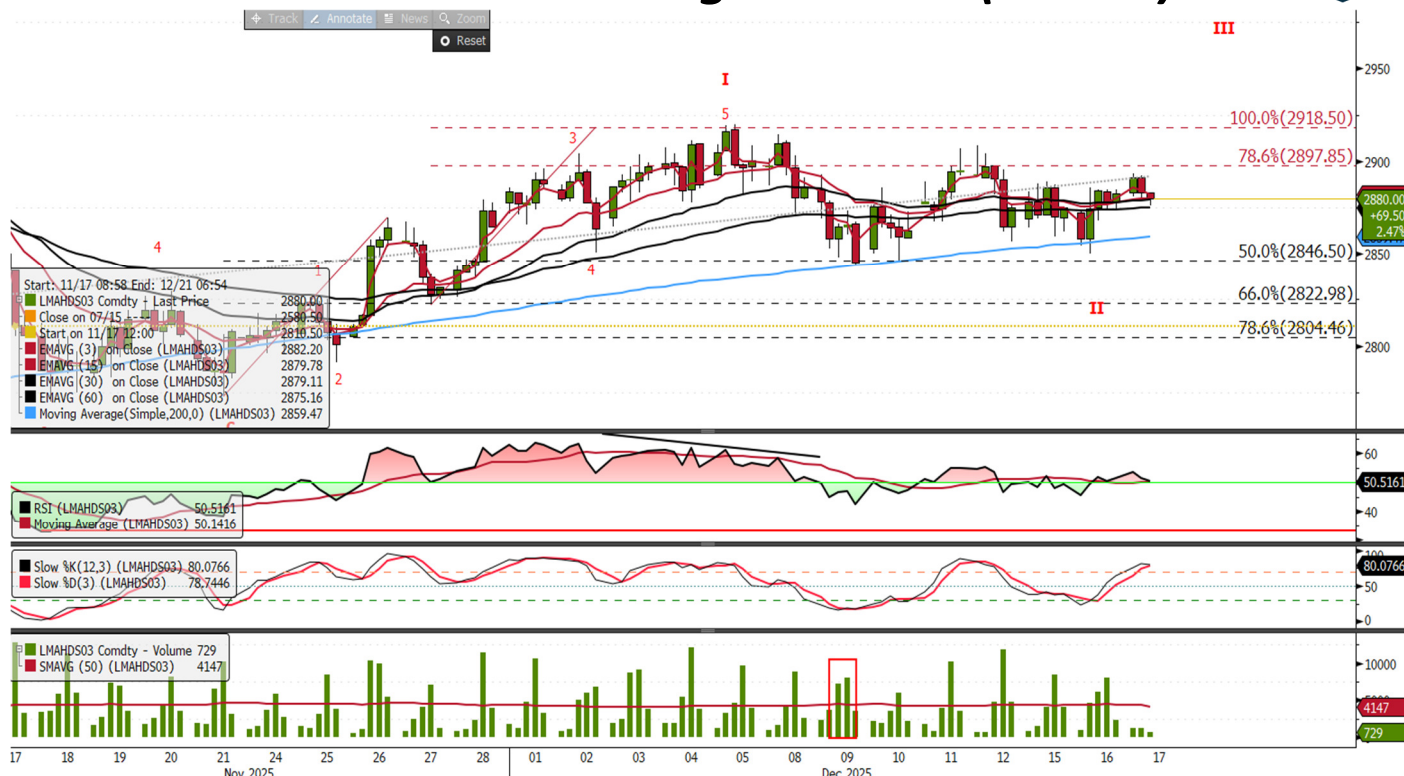 Track Annotate News Zoom
Reset
III
I
5
3
4
1
4
2
II
100.0%(2918.50)
78.6%(2897.85)
50.0%(2846.50)
66.0%(2822.98)
78.6%(2804.46)
2950
2900
2880.00
+69.50
2.47%
2850
2800
Start: 11/17 08:58 End: 12/21 06:54
LMAHDS03 Comdty - Last Price 2880.00
Close on 07/15 ---- 2580.50
Start on 11/17 12:00 2810.50
EMAVG (3) on Close (LMAHDS03) 2882.20
EMAVG (15) on Close (LMAHDS03) 2879.78
EMAVG (30) on Close (LMAHDS03) 2879.11
EMAVG (60) on Close (LMAHDS03) 2875.16
Moving Average(Simple,200,0) (LMAHDS03) 2859.47
RSI (LMAHDS03) 50.5161
Moving Average (LMAHDS03) 50.1416
60
50.5161
40
Slow %K(12,3) (LMAHDS03) 80.0766
Slow %D(3) (LMAHDS03) 78.7446
100
80.0766
50
0
LMAHDS03 Comdty - Volume 729
SMAVG (50) (LMAHDS03) 4147
10000
4147
729
17 18 19 20 21 24 25 26 27 28 01 02 03 04 05 08 09 10 11 12 15 16 17
Nov 2025 Dec 2025